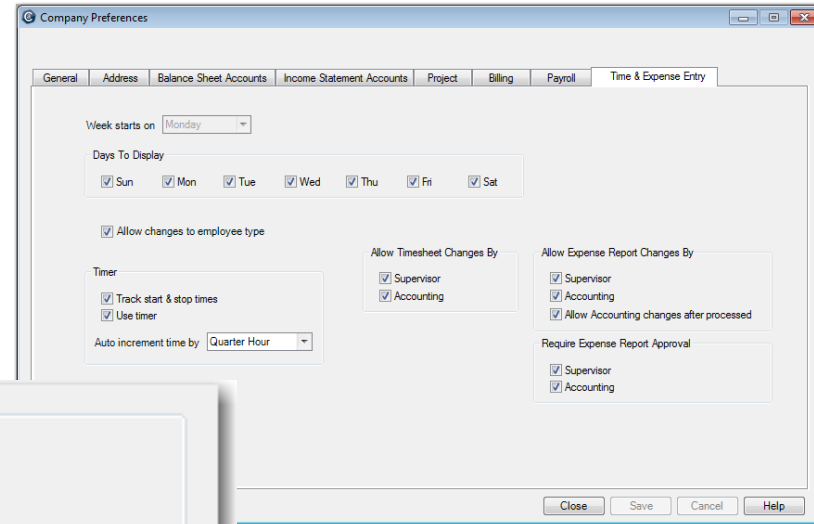 Company Preferences
General Address Balance Sheet Accounts Income Statement Accounts Project Billing Payroll Time & Expense Entry
Week starts on Monday
Days To Display
Sun Mon Tue Wed Thu Fri Sat
Allow changes to employee type
Timer
Track start & stop times
Use timer
Auto increment time by Quarter Hour
Allow Timesheet Changes By
Supervisor
Accounting
Allow Expense Report Changes By
Supervisor
Accounting
Allow Accounting changes after processed
Require Expense Report Approval
Supervisor
Accounting
Close Save Cancel Help